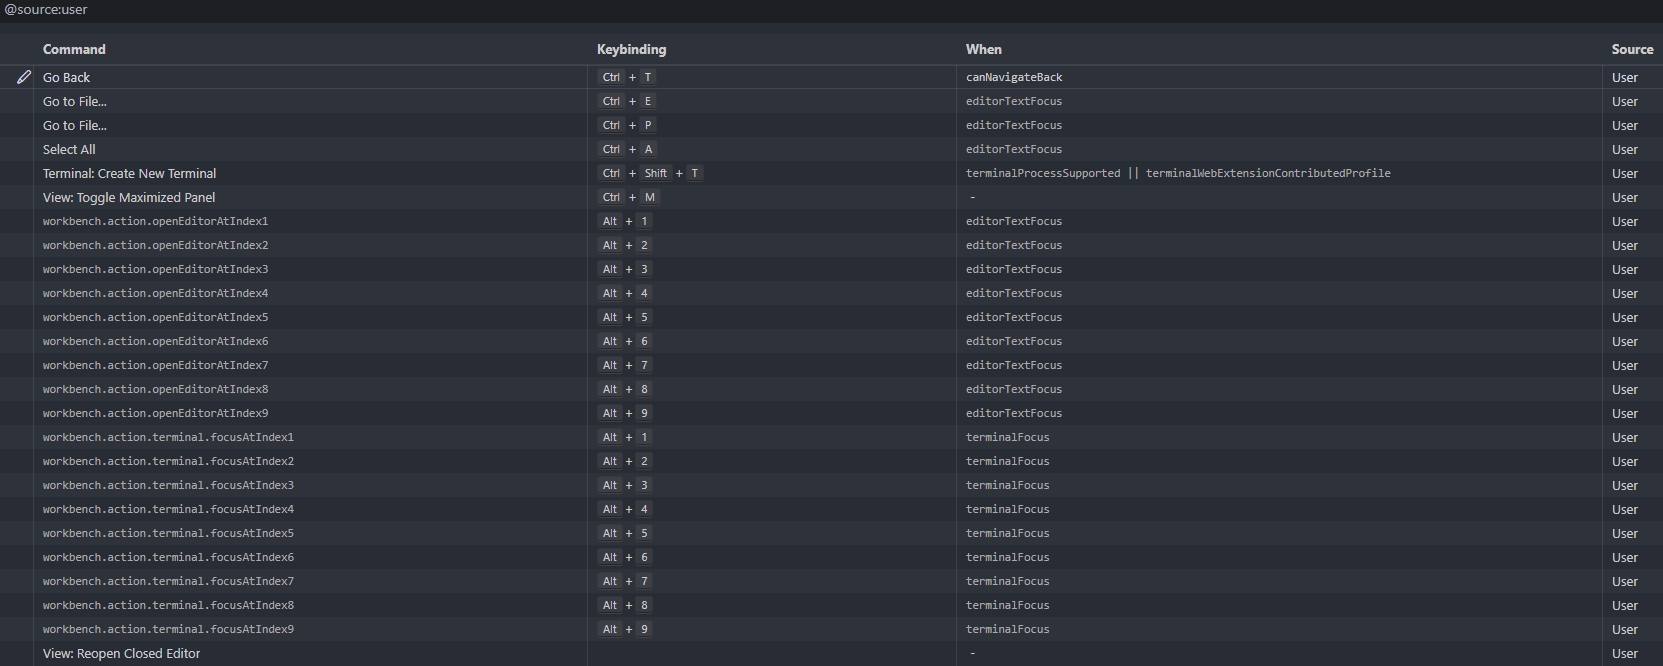 @source:user
Command Keybinding When Source
Go Back Ctrl + T canNavigateBack User
Go to File... Ctrl + E editorTextFocus User
Go to File... Ctrl + P editorTextFocus User
Select All Ctrl + A editorTextFocus User
Terminal: Create New Terminal Ctrl + Shift + T terminalProcessSupported || terminalWebExtensionContributedProfile User
View: Toggle Maximized Panel Ctrl + M - User
workbench.action.openEditorAtIndex1 Alt + 1 editorTextFocus User
workbench.action.openEditorAtIndex2 Alt + 2 editorTextFocus User
workbench.action.openEditorAtIndex3 Alt + 3 editorTextFocus User
workbench.action.openEditorAtIndex4 Alt + 4 editorTextFocus User
workbench.action.openEditorAtIndex5 Alt + 5 editorTextFocus User
workbench.action.openEditorAtIndex6 Alt + 6 editorTextFocus User
workbench.action.openEditorAtIndex7 Alt + 7 editorTextFocus User
workbench.action.openEditorAtIndex8 Alt + 8 editorTextFocus User
workbench.action.openEditorAtIndex9 Alt + 9 editorTextFocus User
workbench.action.terminal.focusAtIndex1 Alt + 1 terminalFocus User
workbench.action.terminal.focusAtIndex2 Alt + 2 terminalFocus User
workbench.action.terminal.focusAtIndex3 Alt + 3 terminalFocus User
workbench.action.terminal.focusAtIndex4 Alt + 4 terminalFocus User
workbench.action.terminal.focusAtIndex5 Alt + 5 terminalFocus User
workbench.action.terminal.focusAtIndex6 Alt + 6 terminalFocus User
workbench.action.terminal.focusAtIndex7 Alt + 7 terminalFocus User
workbench.action.terminal.focusAtIndex8 Alt + 8 terminalFocus User
workbench.action.terminal.focusAtIndex9 Alt + 9 terminalFocus User
View: Reopen Closed Editor - User